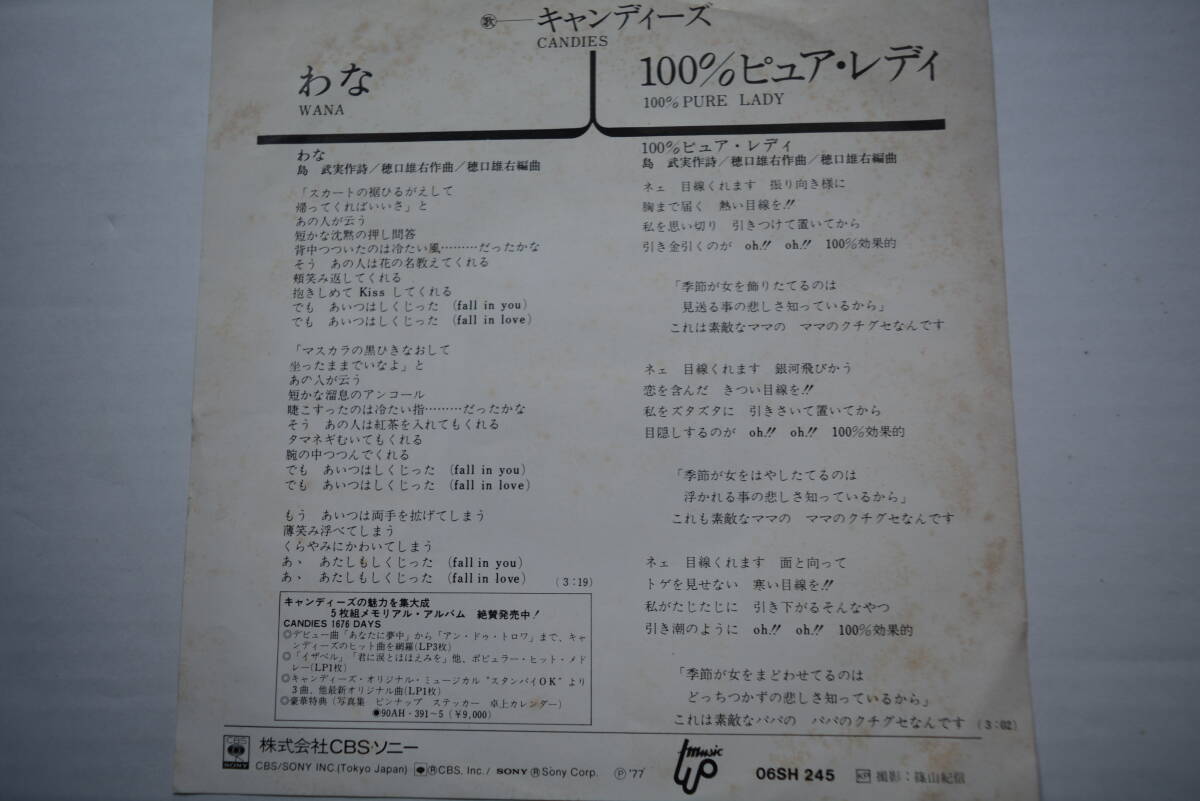 歌—キャンディーズ
CANDIES
わな
WANA
100%ピュア・レディ
100% PURE LADY
わな
島 武実作詩/穂口雄右作曲/穂口雄右編曲
「スカートの裾ひるがえして
帰ってくればいいさ」と
あの人が云う
短かな沈黙の押し問答
背中つついたのは冷たい風………だったかな
そう あの人は花の名教えてくれる
頬笑み返してくれる
抱きしめて Kiss してくれる
でも あいつはしくじった (fall in you)
でも あいつはしくじった (fall in love)
「マスカラの黒ひきなおして
坐ったままでいなよ」と
あの人が云う
短かな溜息のアンコール
睫こすったのは冷たい指………だったかな
そう あの人は紅茶を入れてもくれる
タマネギむいてもくれる
腕の中つつんでくれる
でも あいつはしくじった (fall in you)
でも あいつはしくじった (fall in love)
もう あいつは両手を拡げてしまう
薄笑み浮べてしまう
くらやみにかわいてしまう
あゝ あたしもしくじった (fall in you)
あゝ あたしもしくじった (fall in love) (3:19)
キャンディーズの魅力を集大成
5枚組メモリアル・アルバム 絶賛発売中!
CANDIES 1676 DAYS
◎デビュー曲「あなたに夢中」から「アン・ドゥ・トロワ」まで、キャ
ンディーズのヒット曲を網羅(LP3枚)
◎「イザベル」「君に涙とほほえみを」他、ポピュラー・ヒット・メド
レー(LP1枚)
◎キャンディーズ・オリジナル・ミュージカル“スタンバイOK”より
3曲、他最新オリジナル曲(LP1枚)
◎豪華特典(写真集 ピンナップ ステッカー 卓上カレンダー)
●90AH・391~5 (¥9,000)
100%ピュア・レディ
島 武実作詩/穂口雄右作曲/穂口雄右編曲
ネェ 目線くれます 振り向き様に
胸まで届く 熱い目線を!!
私を思い切り 引きつけて置いてから
引き金引くのが oh!! oh!! 100%効果的
「季節が女を飾りたてるのは
見送る事の悲しさ知っているから」
これは素敵なママの ママのクチグセなんです
ネェ 目線くれます 銀河飛びかう
恋を含んだ きつい目線を!!
私をズタズタに 引きさいて置いてから
目隠しするのが oh!! oh!! 100%効果的
「季節が女をはやしたてるのは
浮かれる事の悲しさ知っているから」
これも素敵なママの ママのクチグセなんです
ネェ 目線くれます 面と向って
トゲを見せない 寒い目線を!!
私がたじたじに 引き下がるそんなやつ
引き潮のように oh!! oh!! 100%効果的
「季節が女をまどわせてるのは
どっちつかずの悲しさ知っているから」
これは素敵なパパの パパのクチグセなんです (3:02)
CBS SONY 株式会社CBS・ソニー
CBS/SONY INC.(Tokyo Japan) ®CBS. Inc./ SONY ® Sony Corp. Ⓟ '77
music up 06SH 245 KP 撮影:篠山紀信